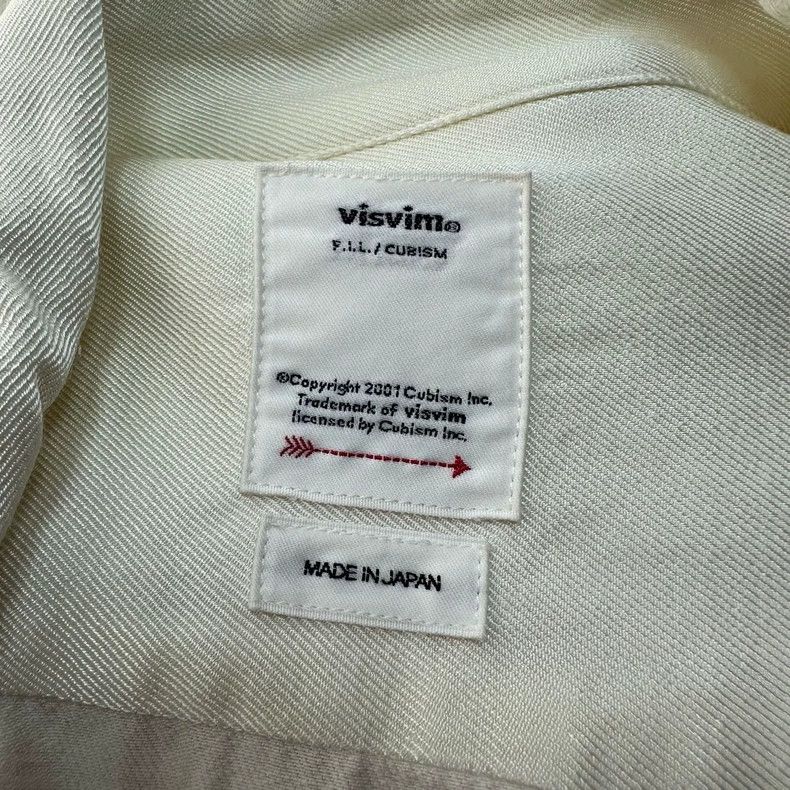 visvim®
F.I.L. / CUBISM
©Copyright 2001 Cubism Inc.
Trademark of visvim
licensed by Cubism Inc.
MADE IN JAPAN